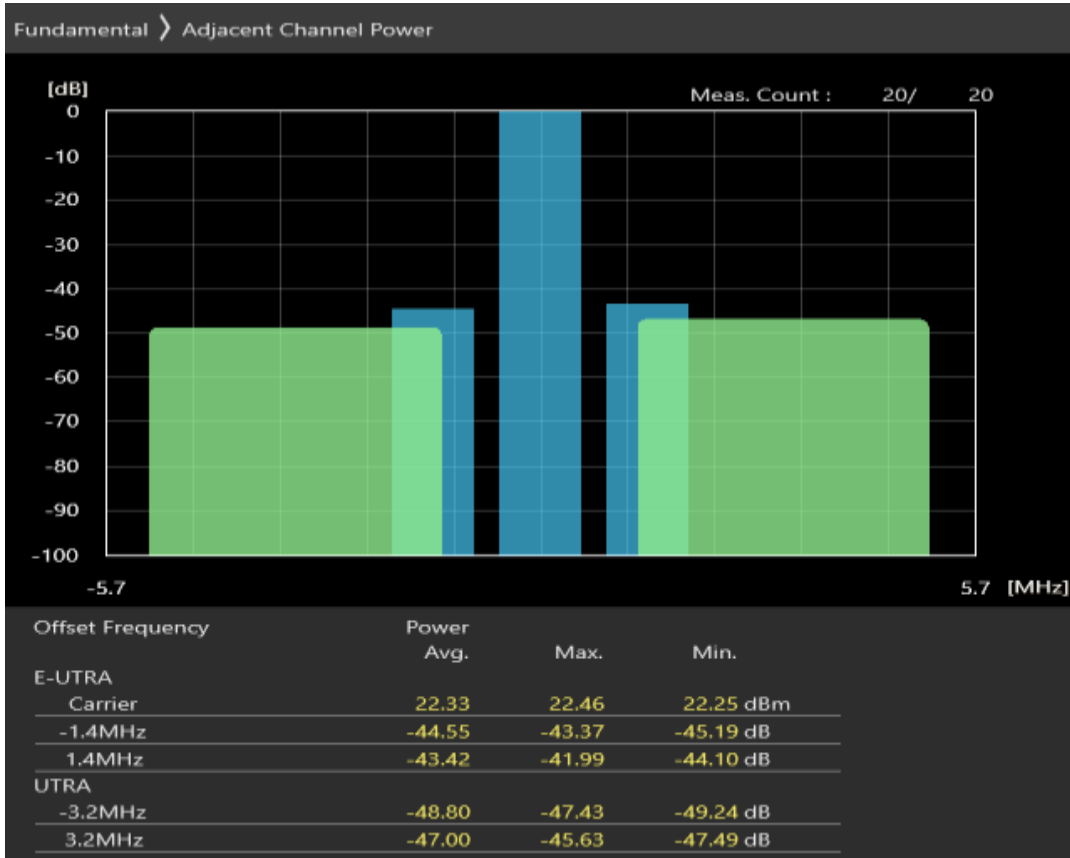 Fundamental 〉 Adjacent Channel Power
[dB]
Meas. Count : 20/ 20
0
-10
-20
-30
-40
-50
-60
-70
-80
-90
-100
-5.7 5.7 [MHz]
Offset Frequency Power
Avg. Max. Min.
E-UTRA
Carrier 22.33 22.46 22.25 dBm
-1.4MHz -44.55 -43.37 -45.19 dB
1.4MHz -43.42 -41.99 -44.10 dB
UTRA
-3.2MHz -48.80 -47.43 -49.24 dB
3.2MHz -47.00 -45.63 -47.49 dB